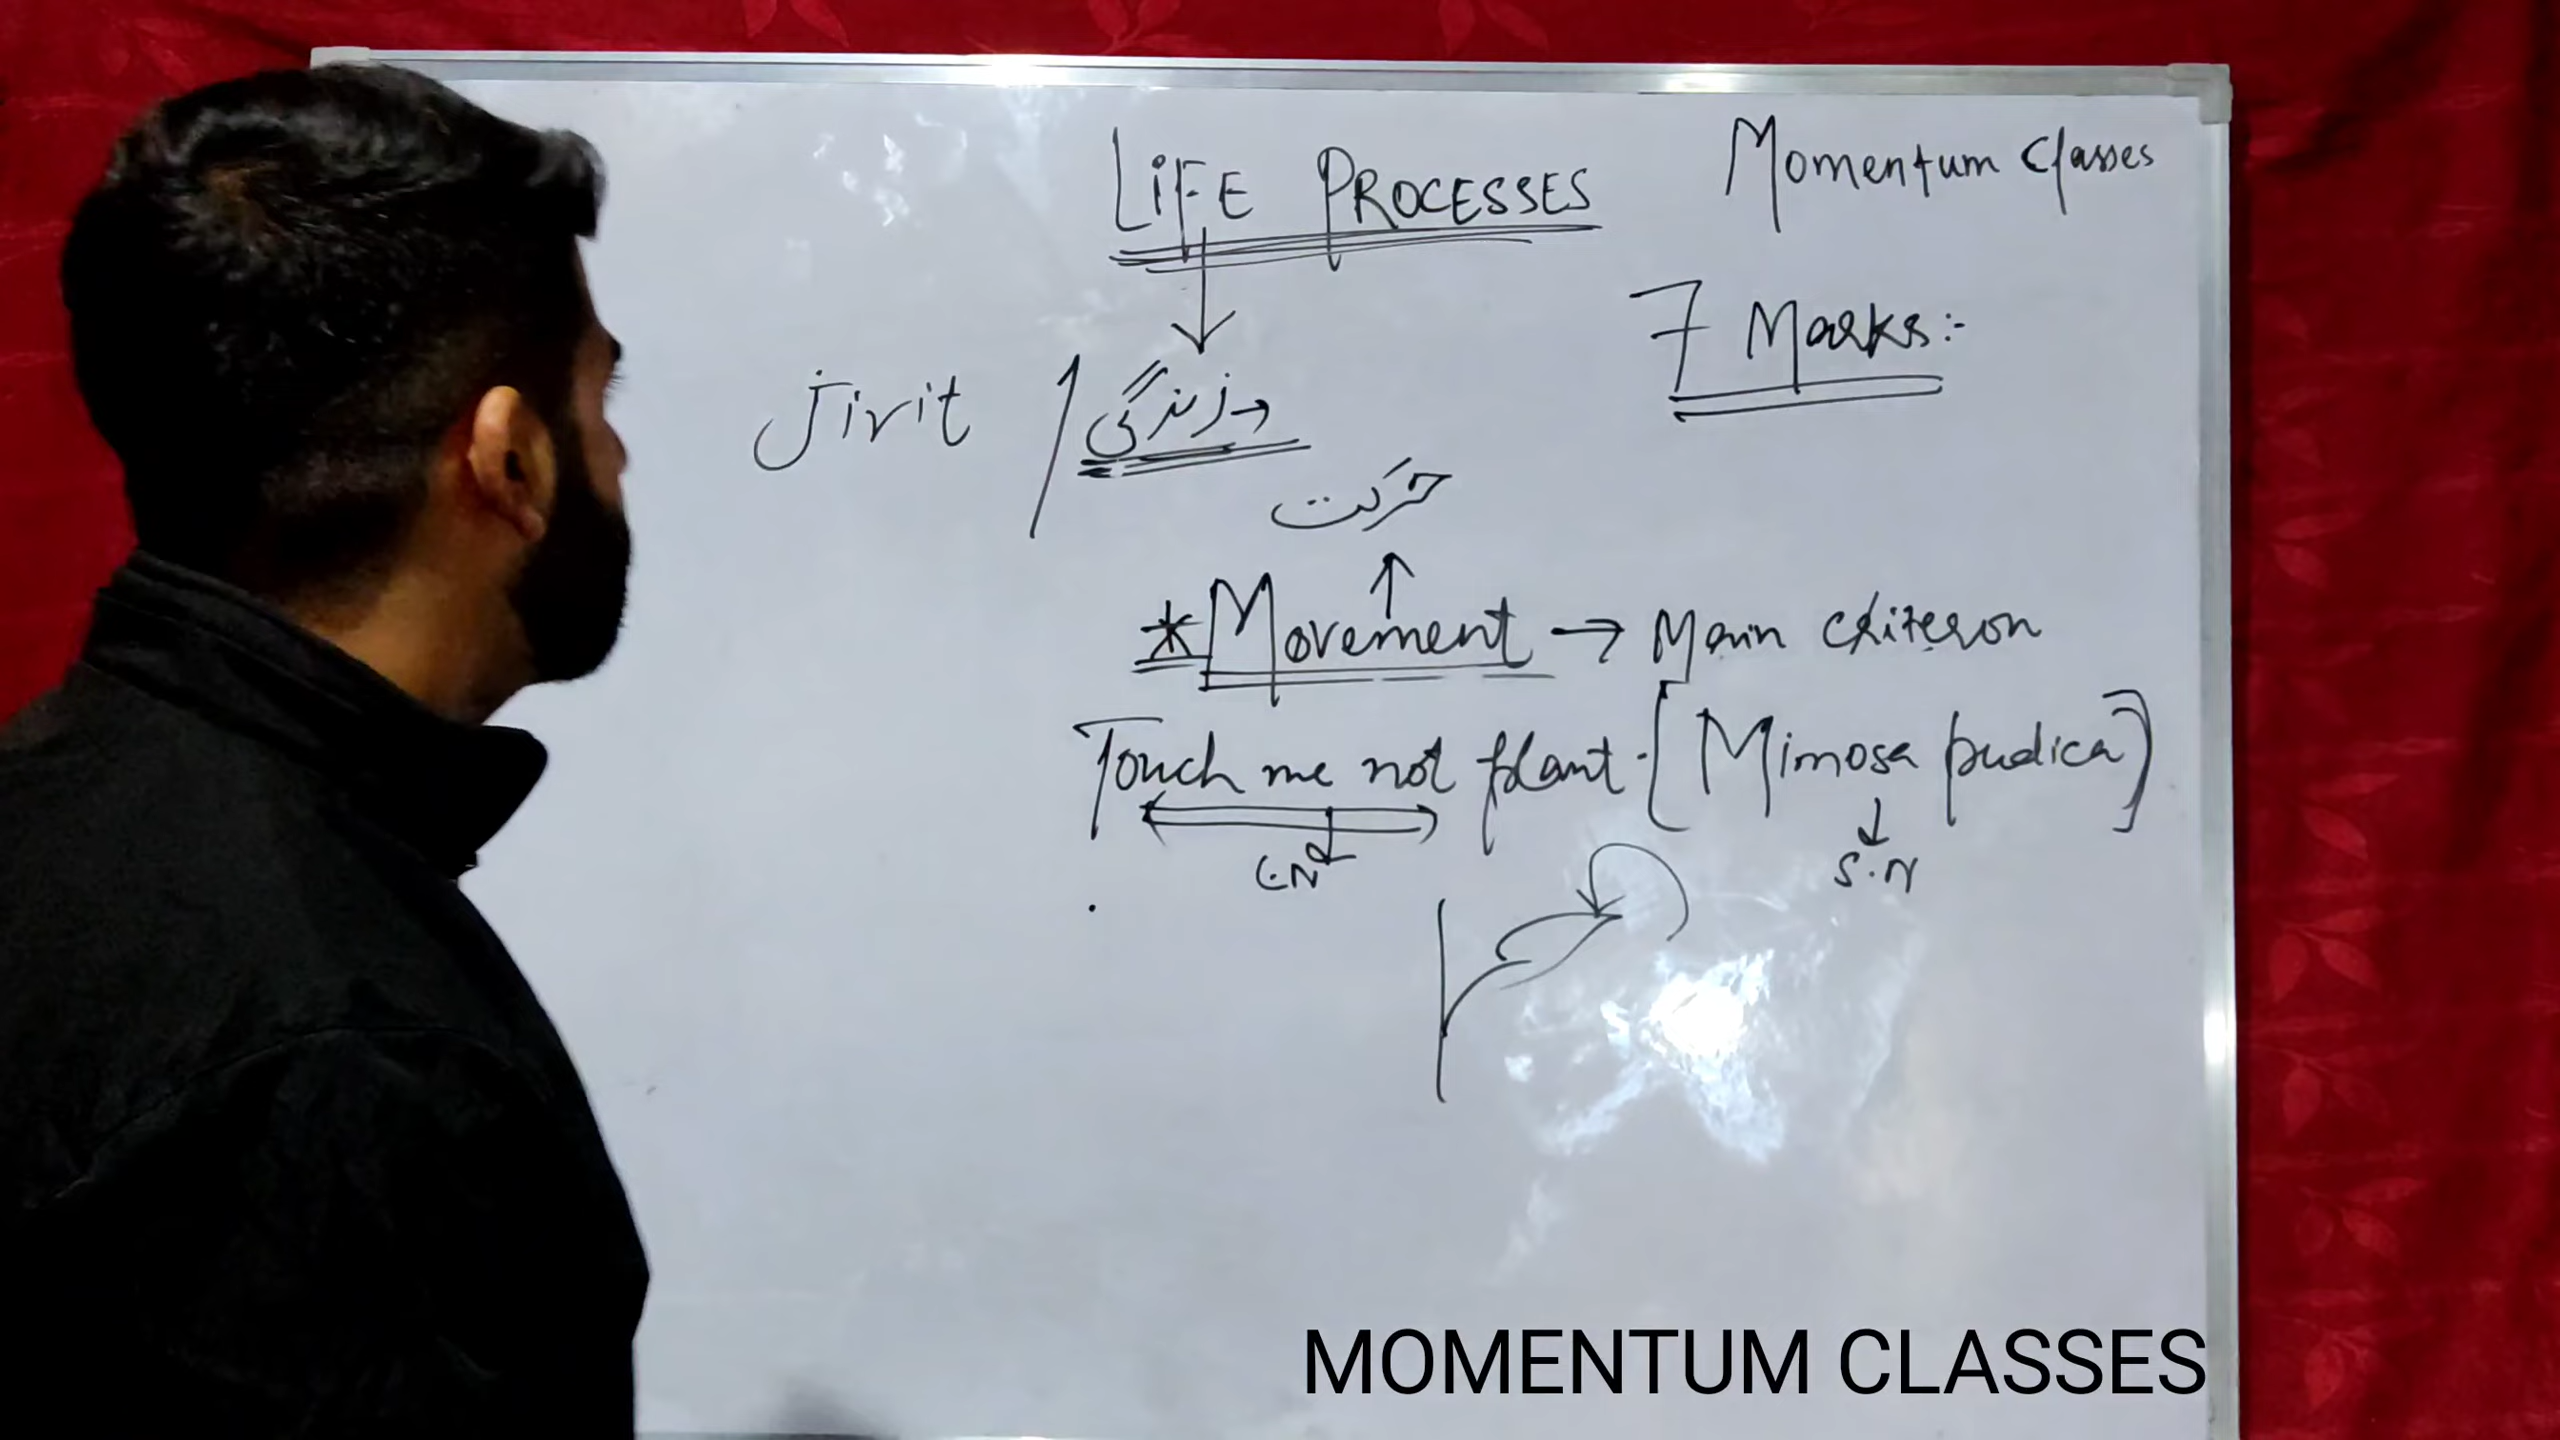 LIFE PROCESSES
Momentum Classes
7 Marks:-
Jivit / زندگی →
حرکت
* Movement → Main criteron
Touch me not plant. [Mimosa pudica]
E.N
S.N
MOMENTUM CLASSES